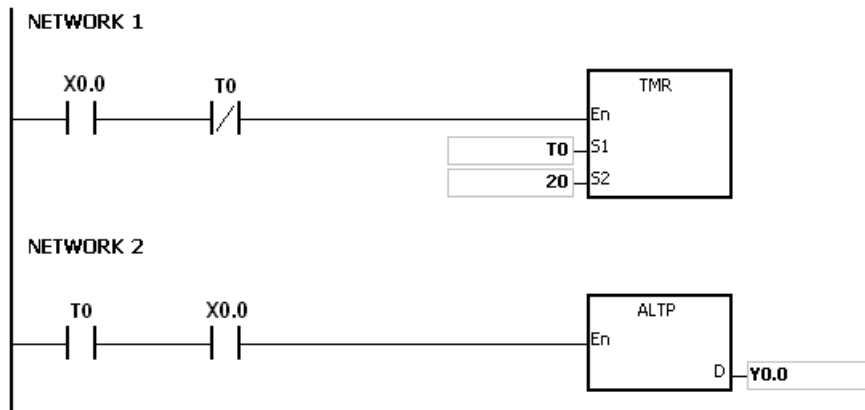 NETWORK 1
X0.0 T0
TMR
En
T0 S1
20 S2
NETWORK 2
T0 X0.0
ALTP
En
D Y0.0